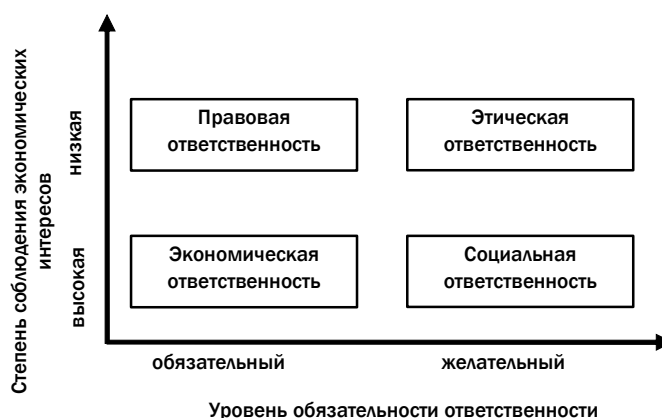 Степень соблюдения экономических
интересов
низкая
высокая
Правовая
ответственность
Этическая
ответственность
Экономическая
ответственность
Социальная
ответственность
обязательный
желательный
Уровень обязательности ответственности